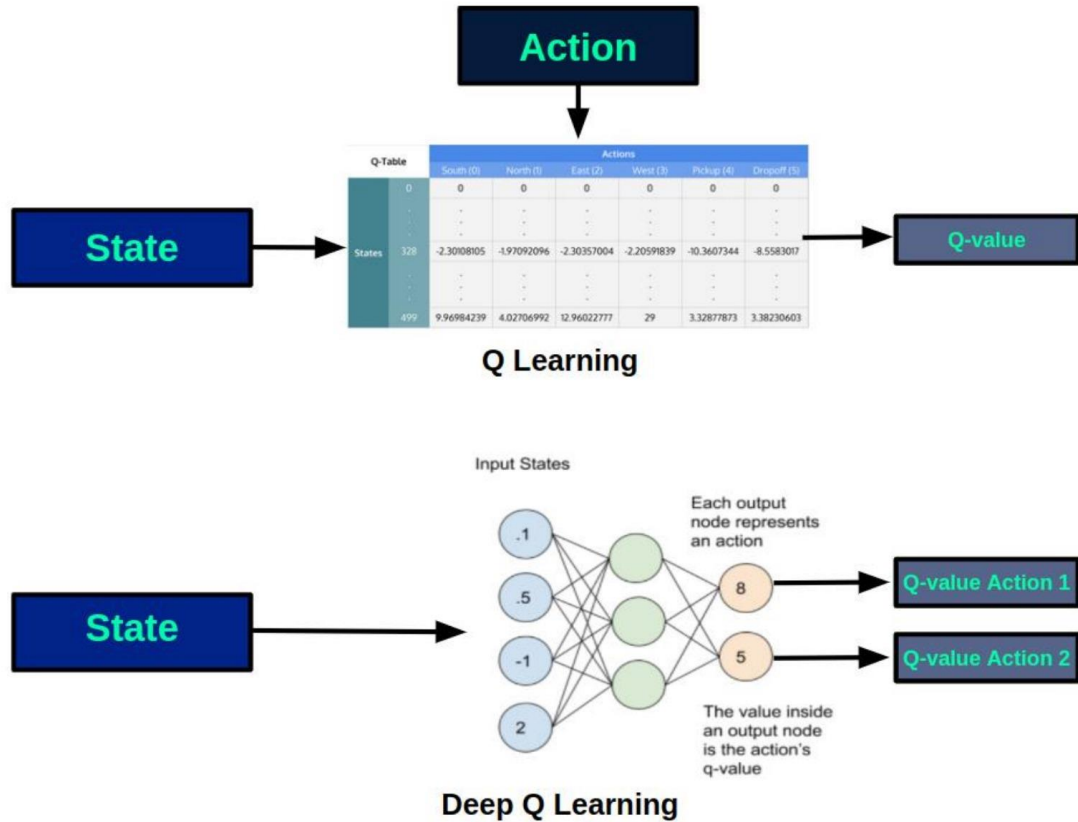 Action
Q-Table
Actions
South (0) North (1) East (2) West (3) Pickup (4) Dropoff (5)
0 0 0 0 0 0 0
State
States 328 -2.30108105 -1.97092096 -2.30357004 -2.20591839 -10.3607344 -8.5583017
Q-value
499 9.96984239 4.02706992 12.96022777 29 3.32877873 3.38230603
Q Learning
Input States
Each output
node represents
an action
.1
.5
-1
2
State
8
5
Q-value Action 1
Q-value Action 2
The value inside
an output node
is the action's
q-value
Deep Q Learning